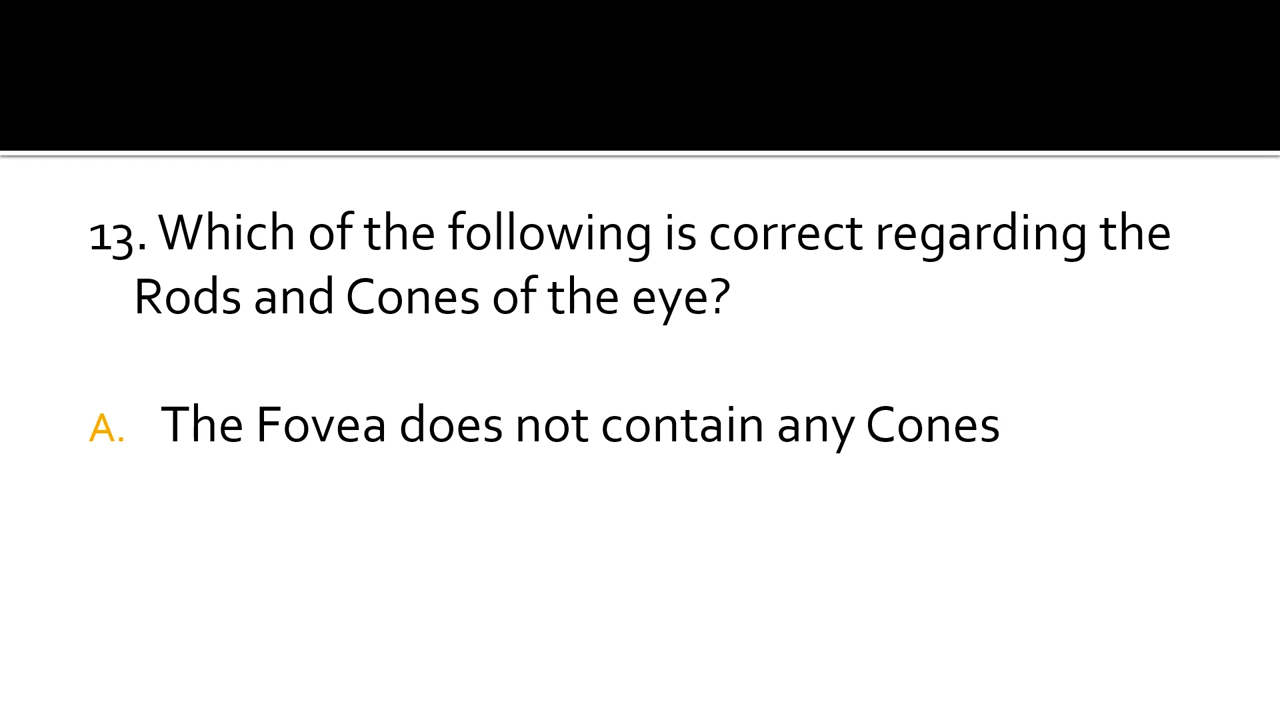 13. Which of the following is correct regarding the
Rods and Cones of the eye?
A. The Fovea does not contain any Cones